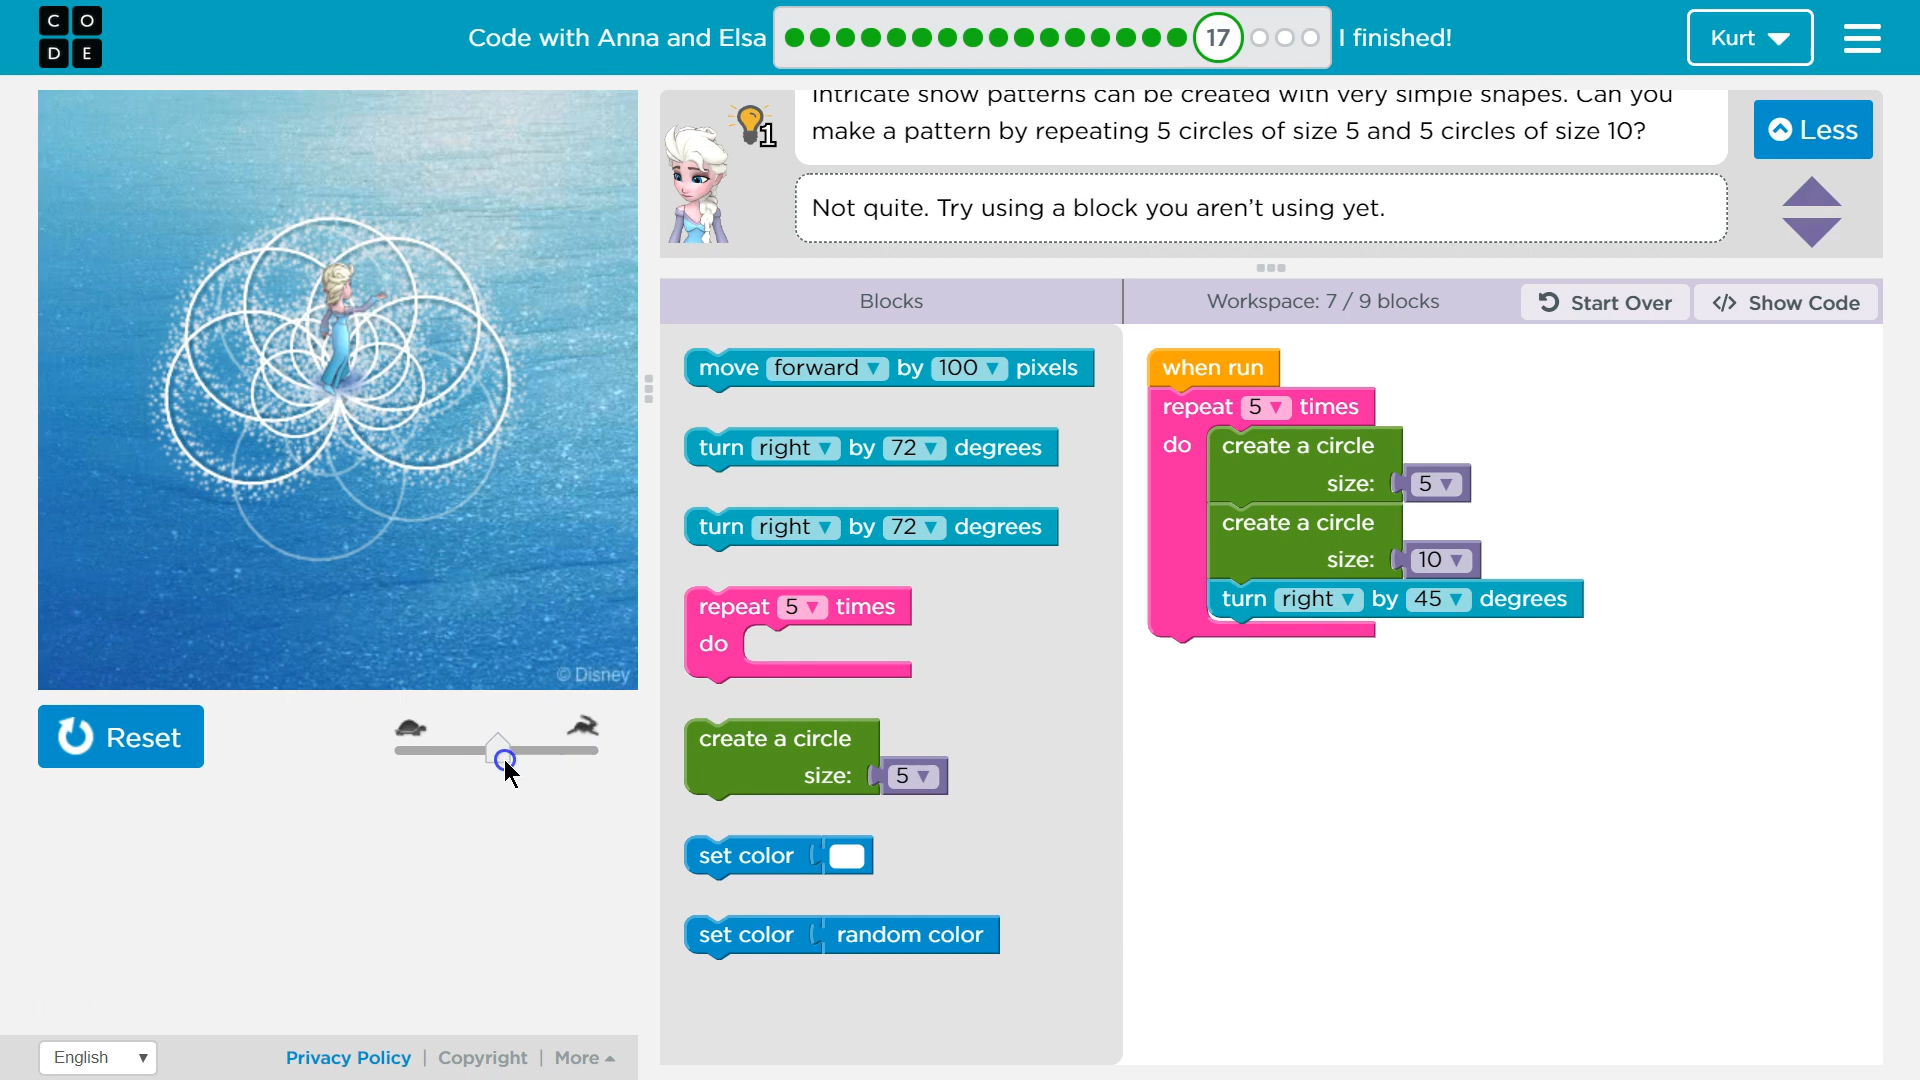 C O
D E
Code with Anna and Elsa
17
I finished!
Kurt
1
Intricate snow patterns can be created with very simple shapes. Can you
make a pattern by repeating 5 circles of size 5 and 5 circles of size 10?
Less
Not quite. Try using a block you aren't using yet.
Blocks
Workspace: 7 / 9 blocks
Start Over
</> Show Code
move forward ▼ by 100 ▼ pixels
turn right ▼ by 72 ▼ degrees
turn right ▼ by 72 ▼ degrees
repeat 5 ▼ times
do
create a circle
size: 5 ▼
set color
set color random color
when run
repeat 5 ▼ times
do create a circle
size: 5 ▼
create a circle
size: 10 ▼
turn right ▼ by 45 ▼ degrees
© Disney
Reset
English ▼
Privacy Policy | Copyright | More